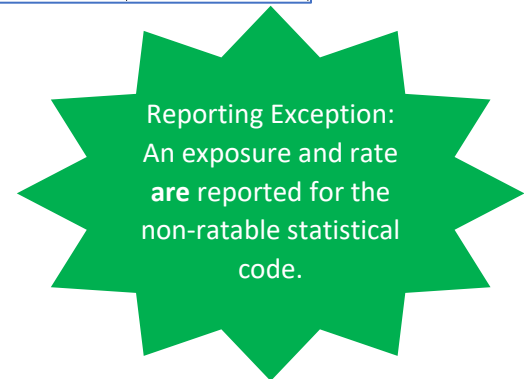 Reporting Exception:
An exposure and rate
are reported for the
non-ratable statistical
code.